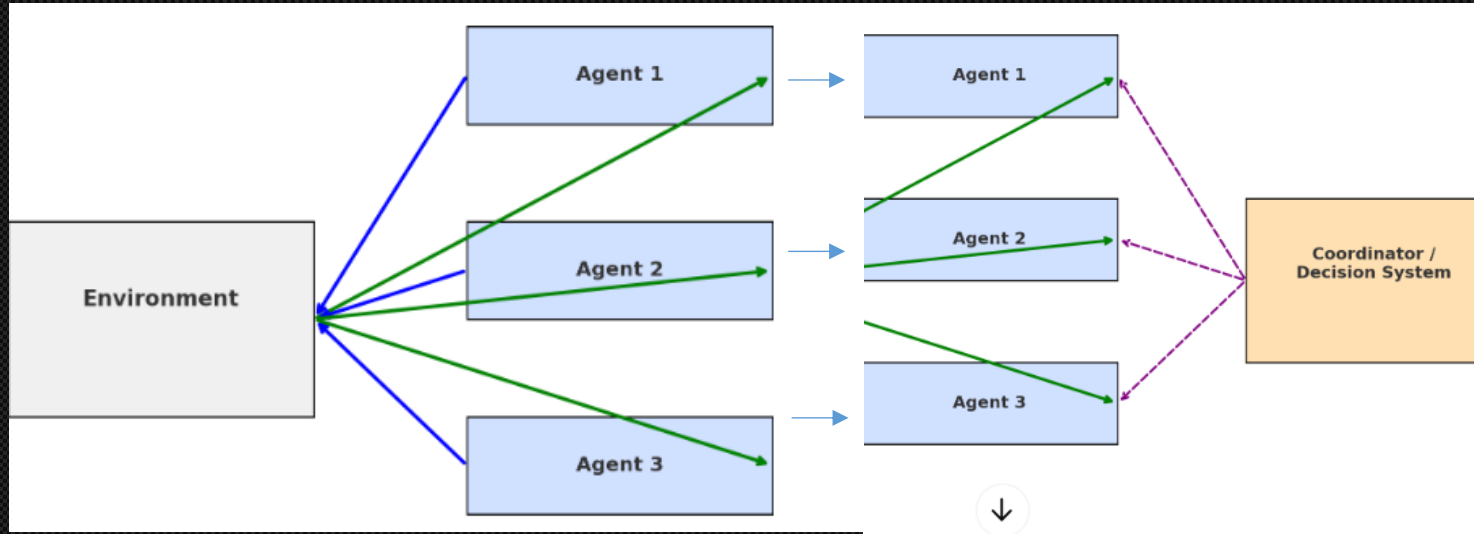 Agent 1
Agent 1
Agent 2
Agent 2
Environment
Coordinator /
Decision System
Agent 3
Agent 3